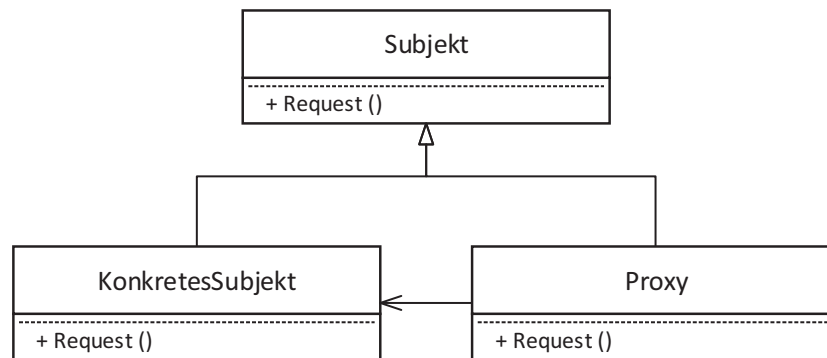 Subjekt
+ Request ()
KonkretesSubjekt
+ Request ()
Proxy
+ Request ()